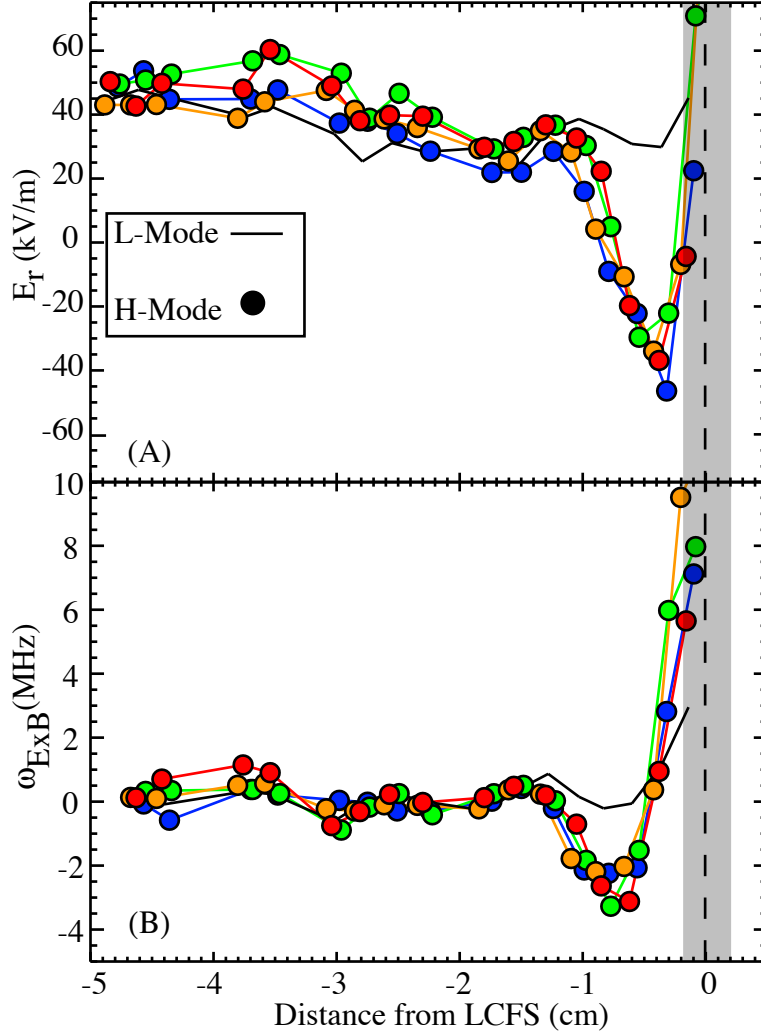 60
40
20
0
-20
-40
-60
E_r (kV/m)
L-Mode
H-Mode
(A)
10
8
6
4
2
0
-2
-4
ω_ExB(MHz)
(B)
-5 -4 -3 -2 -1 0
Distance from LCFS (cm)